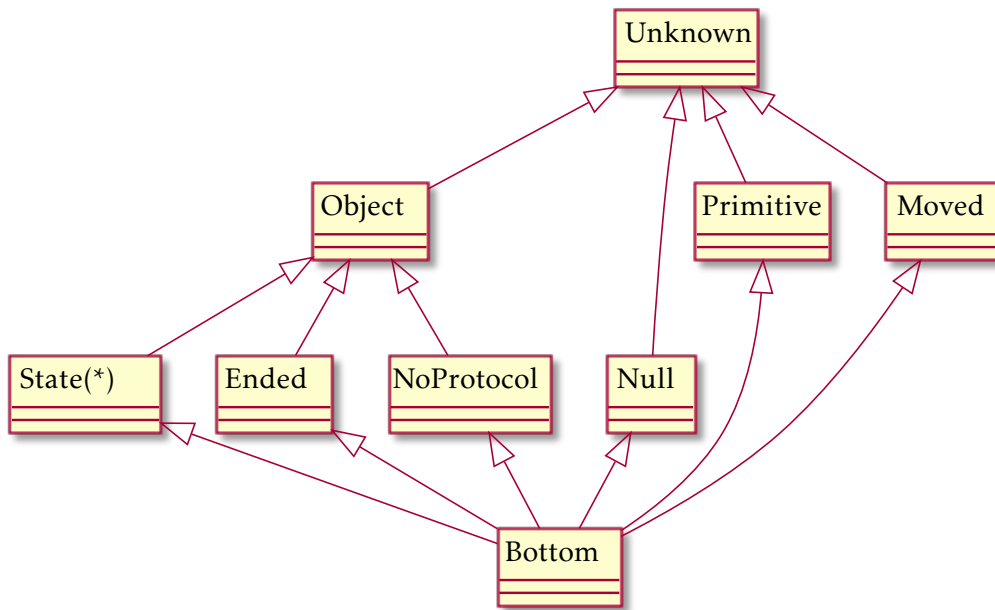 Unknown
Object
Primitive
Moved
State(*)
Ended
NoProtocol
Null
Bottom